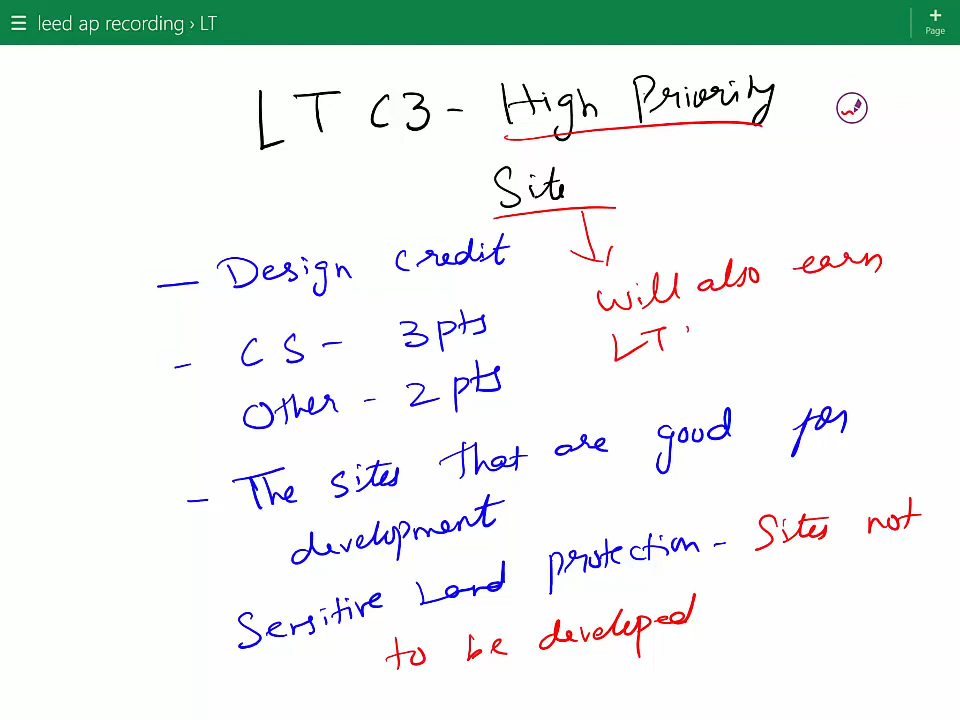 leed ap recording › LT
Page
LT C3 - High Priority
Site
- Design credit
will also earn
LT
- CS - 3 pts
Other - 2 pts
- The sites that are good for
development
Sensitive Land protection - Sites not
to be developed